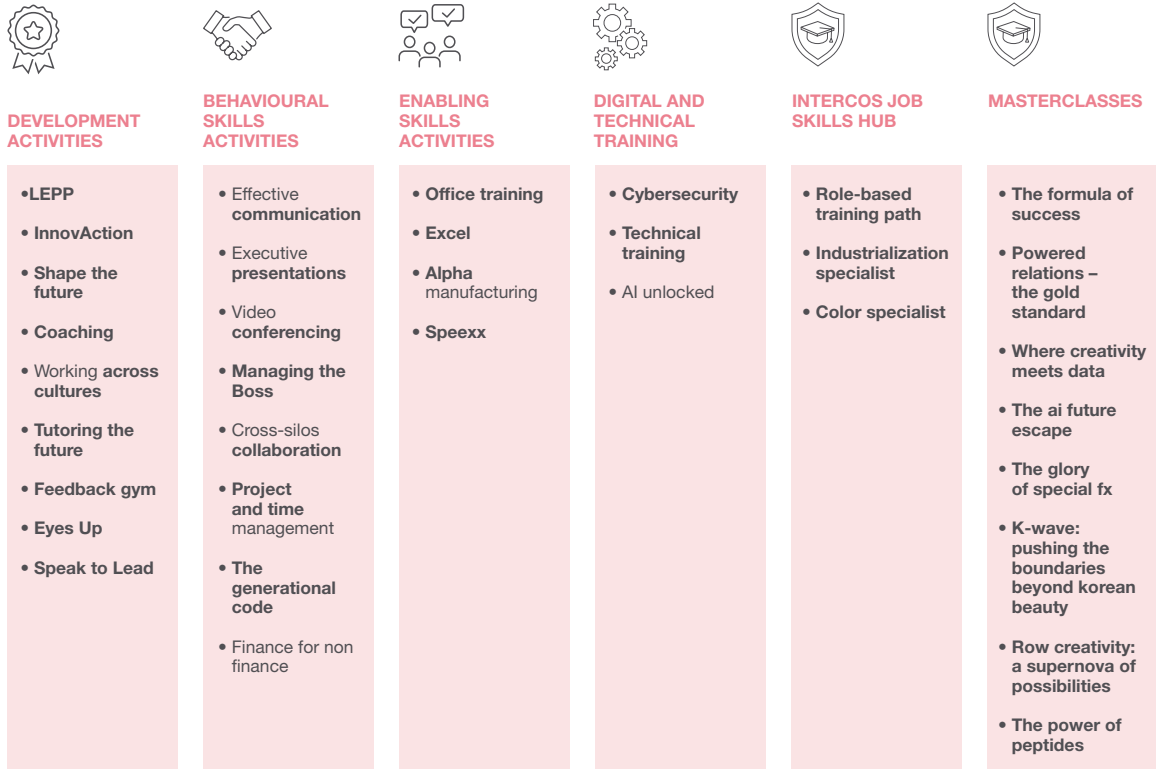 DEVELOPMENT
ACTIVITIES
•LEPP
• InnovAction
• Shape the
future
• Coaching
• Working across
cultures
• Tutoring the
future
• Feedback gym
• Eyes Up
• Speak to Lead
BEHAVIOURAL
SKILLS
ACTIVITIES
• Effective
communication
• Executive
presentations
• Video
conferencing
• Managing the
Boss
• Cross-silos
collaboration
• Project
and time
management
• The
generational
code
• Finance for non
finance
ENABLING
SKILLS
ACTIVITIES
• Office training
• Excel
• Alpha
manufacturing
• Speexx
DIGITAL AND
TECHNICAL
TRAINING
• Cybersecurity
• Technical
training
• AI unlocked
INTERCOS JOB
SKILLS HUB
• Role-based
training path
• Industrialization
specialist
• Color specialist
MASTERCLASSES
• The formula of
success
• Powered
relations –
the gold
standard
• Where creativity
meets data
• The ai future
escape
• The glory
of special fx
• K-wave:
pushing the
boundaries
beyond korean
beauty
• Row creativity:
a supernova of
possibilities
• The power of
peptides